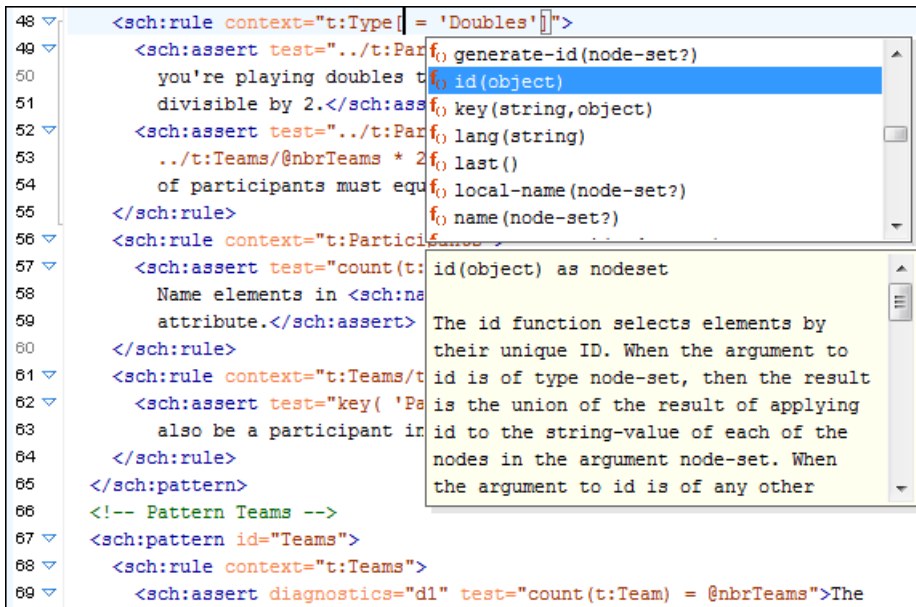 48 <sch:rule context="t:Type[ = 'Doubles']">
49 <sch:assert test="../t:Par
50 you're playing doubles t
51 divisible by 2.</sch:ass
52 <sch:assert test="../t:Par
53 ../t:Teams/@nbrTeams * 2
54 of participants must equ
55 </sch:rule>
56 <sch:rule context="t:Participants">
57 <sch:assert test="count(t:
58 Name elements in <sch:na
59 attribute.</sch:assert>
60 </sch:rule>
61 <sch:rule context="t:Teams/t
62 <sch:assert test="key( 'Pa
63 also be a participant in
64 </sch:rule>
65 </sch:pattern>
66 <!-- Pattern Teams -->
67 <sch:pattern id="Teams">
68 <sch:rule context="t:Teams">
69 <sch:assert diagnostics="d1" test="count(t:Team) = @nbrTeams">The
f() generate-id(node-set?)
f() id(object)
f() key(string,object)
f() lang(string)
f() last()
f() local-name(node-set?)
f() name(node-set?)
id(object) as nodeset
The id function selects elements by
their unique ID. When the argument to
id is of type node-set, then the result
is the union of the result of applying
id to the string-value of each of the
nodes in the argument node-set. When
the argument to id is of any other